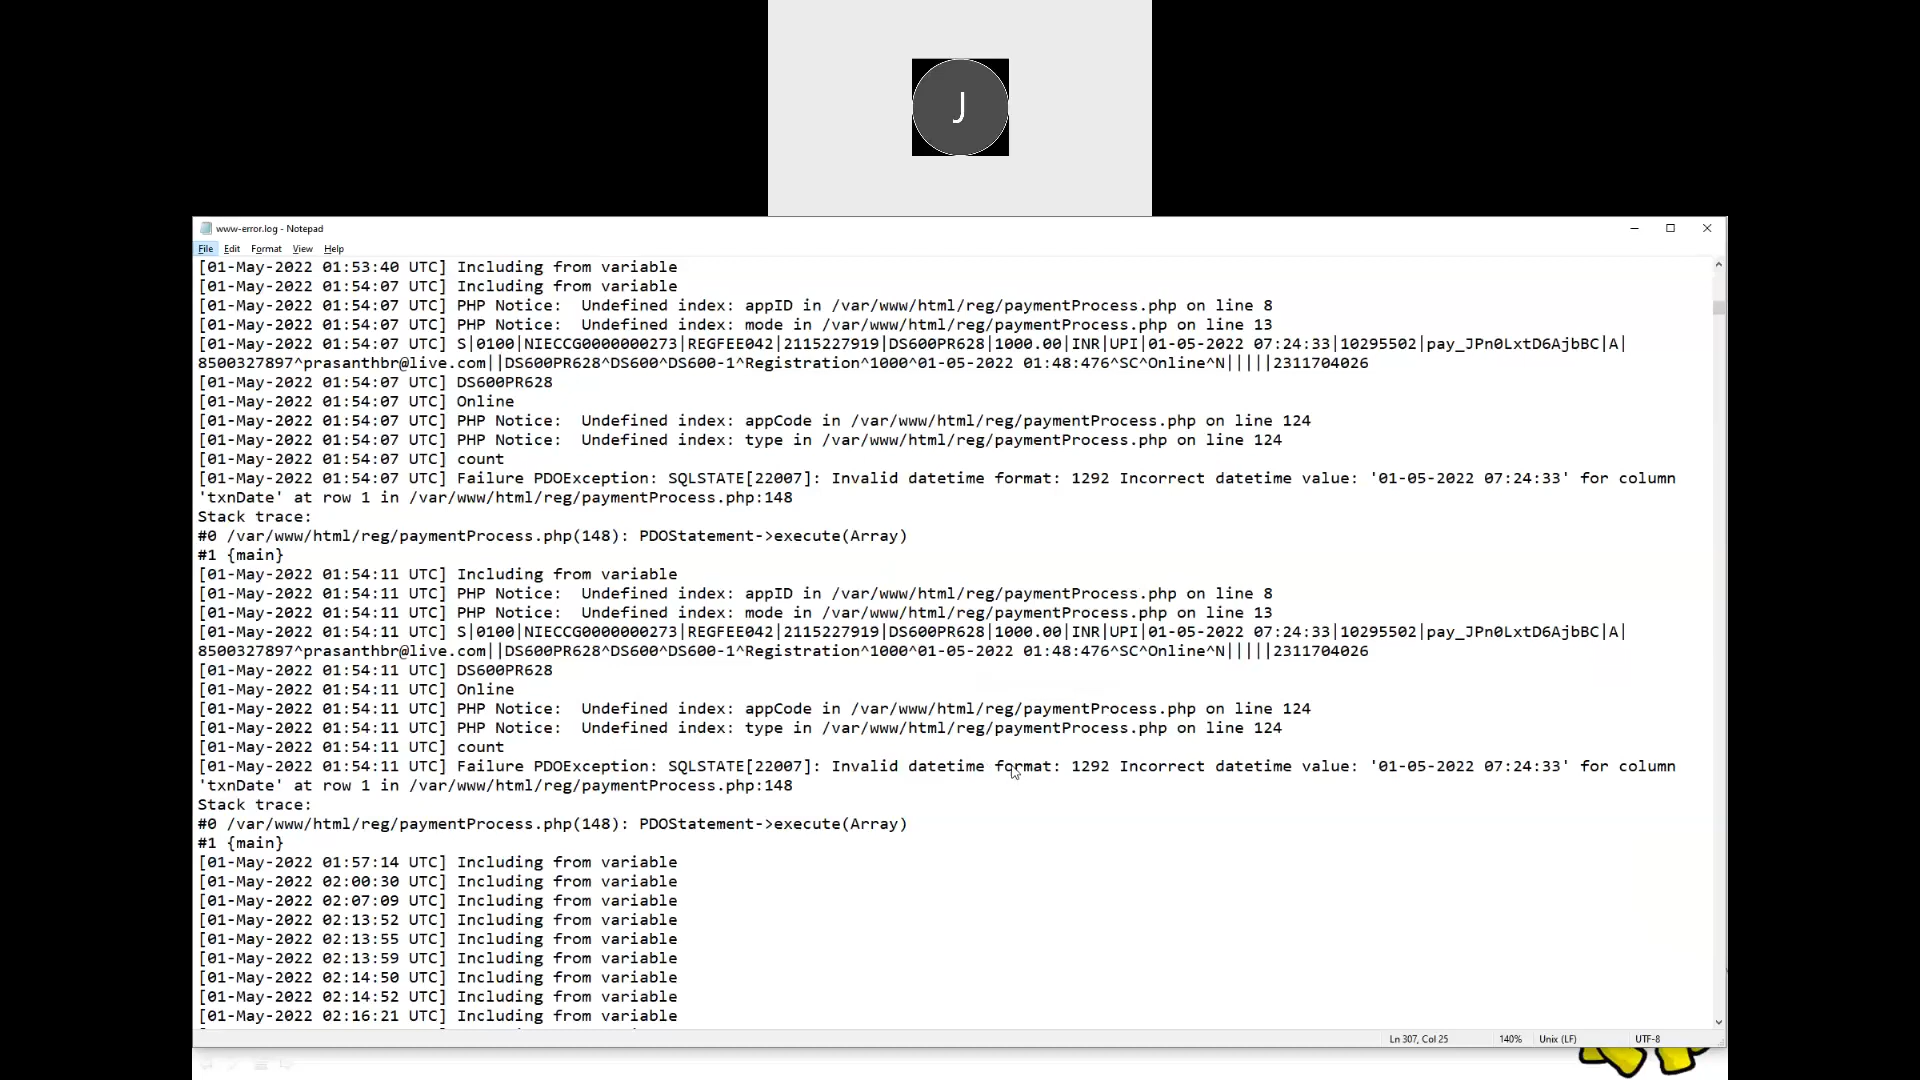 J
www-error.log - Notepad
File Edit Format View Help
[01-May-2022 01:53:40 UTC] Including from variable
[01-May-2022 01:54:07 UTC] Including from variable
[01-May-2022 01:54:07 UTC] PHP Notice:  Undefined index: appID in /var/www/html/reg/paymentProcess.php on line 8
[01-May-2022 01:54:07 UTC] PHP Notice:  Undefined index: mode in /var/www/html/reg/paymentProcess.php on line 13
[01-May-2022 01:54:07 UTC] S|0100|NIECCG0000000273|REGFEE042|2115227919|DS600PR628|1000.00|INR|UPI|01-05-2022 07:24:33|10295502|pay_JPn0LxtD6AjbBC|A|
8500327897^prasanthbr@live.com||DS600PR628^DS600^DS600-1^Registration^1000^01-05-2022 01:48:476^SC^Online^N|||||2311704026
[01-May-2022 01:54:07 UTC] DS600PR628
[01-May-2022 01:54:07 UTC] Online
[01-May-2022 01:54:07 UTC] PHP Notice:  Undefined index: appCode in /var/www/html/reg/paymentProcess.php on line 124
[01-May-2022 01:54:07 UTC] PHP Notice:  Undefined index: type in /var/www/html/reg/paymentProcess.php on line 124
[01-May-2022 01:54:07 UTC] count
[01-May-2022 01:54:07 UTC] Failure PDOException: SQLSTATE[22007]: Invalid datetime format: 1292 Incorrect datetime value: '01-05-2022 07:24:33' for column
'txnDate' at row 1 in /var/www/html/reg/paymentProcess.php:148
Stack trace:
#0 /var/www/html/reg/paymentProcess.php(148): PDOStatement->execute(Array)
#1 {main}
[01-May-2022 01:54:11 UTC] Including from variable
[01-May-2022 01:54:11 UTC] PHP Notice:  Undefined index: appID in /var/www/html/reg/paymentProcess.php on line 8
[01-May-2022 01:54:11 UTC] PHP Notice:  Undefined index: mode in /var/www/html/reg/paymentProcess.php on line 13
[01-May-2022 01:54:11 UTC] S|0100|NIECCG0000000273|REGFEE042|2115227919|DS600PR628|1000.00|INR|UPI|01-05-2022 07:24:33|10295502|pay_JPn0LxtD6AjbBC|A|
8500327897^prasanthbr@live.com||DS600PR628^DS600^DS600-1^Registration^1000^01-05-2022 01:48:476^SC^Online^N|||||2311704026
[01-May-2022 01:54:11 UTC] DS600PR628
[01-May-2022 01:54:11 UTC] Online
[01-May-2022 01:54:11 UTC] PHP Notice:  Undefined index: appCode in /var/www/html/reg/paymentProcess.php on line 124
[01-May-2022 01:54:11 UTC] PHP Notice:  Undefined index: type in /var/www/html/reg/paymentProcess.php on line 124
[01-May-2022 01:54:11 UTC] count
[01-May-2022 01:54:11 UTC] Failure PDOException: SQLSTATE[22007]: Invalid datetime format: 1292 Incorrect datetime value: '01-05-2022 07:24:33' for column
'txnDate' at row 1 in /var/www/html/reg/paymentProcess.php:148
Stack trace:
#0 /var/www/html/reg/paymentProcess.php(148): PDOStatement->execute(Array)
#1 {main}
[01-May-2022 01:57:14 UTC] Including from variable
[01-May-2022 02:00:30 UTC] Including from variable
[01-May-2022 02:07:09 UTC] Including from variable
[01-May-2022 02:13:52 UTC] Including from variable
[01-May-2022 02:13:55 UTC] Including from variable
[01-May-2022 02:13:59 UTC] Including from variable
[01-May-2022 02:14:50 UTC] Including from variable
[01-May-2022 02:14:52 UTC] Including from variable
[01-May-2022 02:16:21 UTC] Including from variable
Ln 307, Col 25 140% Unix (LF) UTF-8